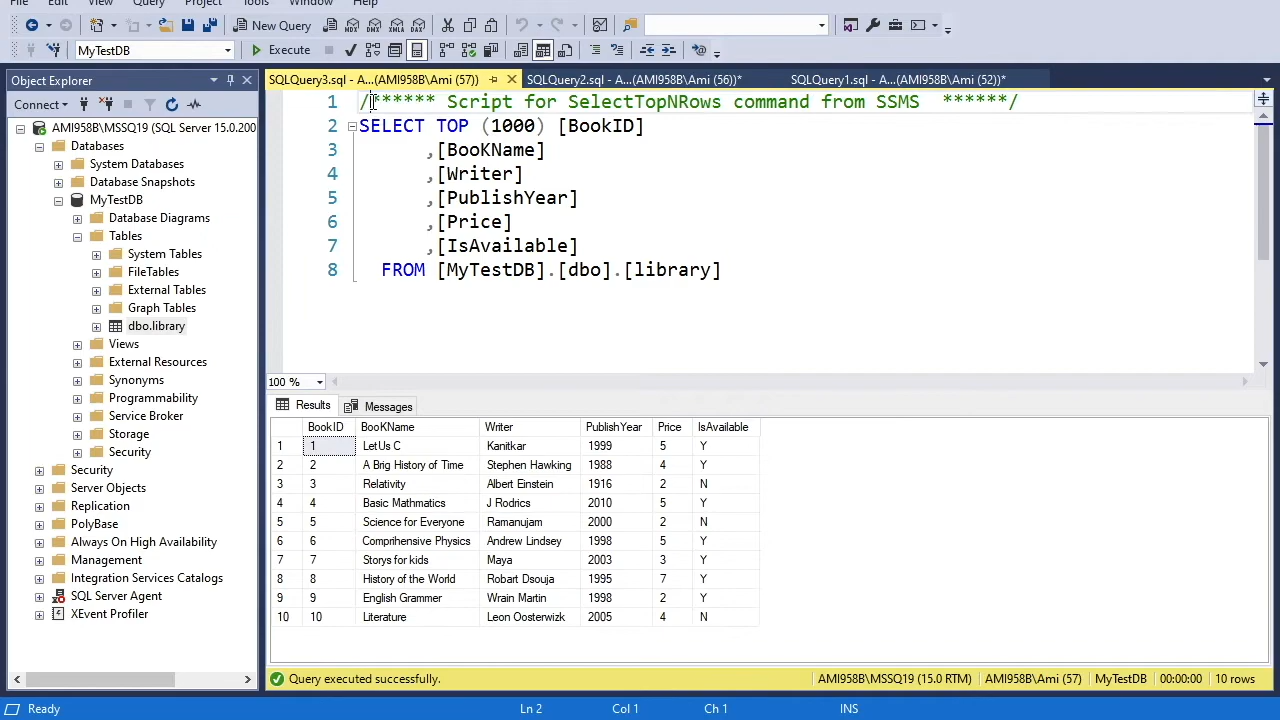 File Edit View Query Project Tools Window Help
New Query MDX DMX XMLA DAX
MyTestDB Execute
Object Explorer
Connect
AMI958B\MSSQ19 (SQL Server 15.0.200
Databases
System Databases
Database Snapshots
MyTestDB
Database Diagrams
Tables
System Tables
FileTables
External Tables
Graph Tables
dbo.library
Views
External Resources
Synonyms
Programmability
Service Broker
Storage
Security
Security
Server Objects
Replication
PolyBase
Always On High Availability
Management
Integration Services Catalogs
SQL Server Agent
XEvent Profiler
SQLQuery3.sql - A...(AMI958B\Ami (57)) SQLQuery2.sql - A...(AMI958B\Ami (56))* SQLQuery1.sql - A...(AMI958B\Ami (52))*
1 /****** Script for SelectTopNRows command from SSMS ******/
2 SELECT TOP (1000) [BookID]
3 ,[BooKName]
4 ,[Writer]
5 ,[PublishYear]
6 ,[Price]
7 ,[IsAvailable]
8 FROM [MyTestDB].[dbo].[library]
100 %
Results Messages
BookID BooKName Writer PublishYear Price IsAvailable
1 1 Let Us C Kanitkar 1999 5 Y
2 2 A Brig History of Time Stephen Hawking 1988 4 Y
3 3 Relativity Albert Einstein 1916 2 N
4 4 Basic Mathmatics J Rodrics 2010 5 Y
5 5 Science for Everyone Ramanujam 2000 2 N
6 6 Comprihensive Physics Andrew Lindsey 1998 5 Y
7 7 Storys for kids Maya 2003 3 Y
8 8 History of the World Robart Dsouja 1995 7 Y
9 9 English Grammer Wrain Martin 1998 2 Y
10 10 Literature Leon Oosterwizk 2005 4 N
Query executed successfully. AMI958B\MSSQ19 (15.0 RTM) AMI958B\Ami (57) MyTestDB 00:00:00 10 rows
Ready Ln 2 Col 1 Ch 1 INS